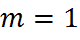 m = 1